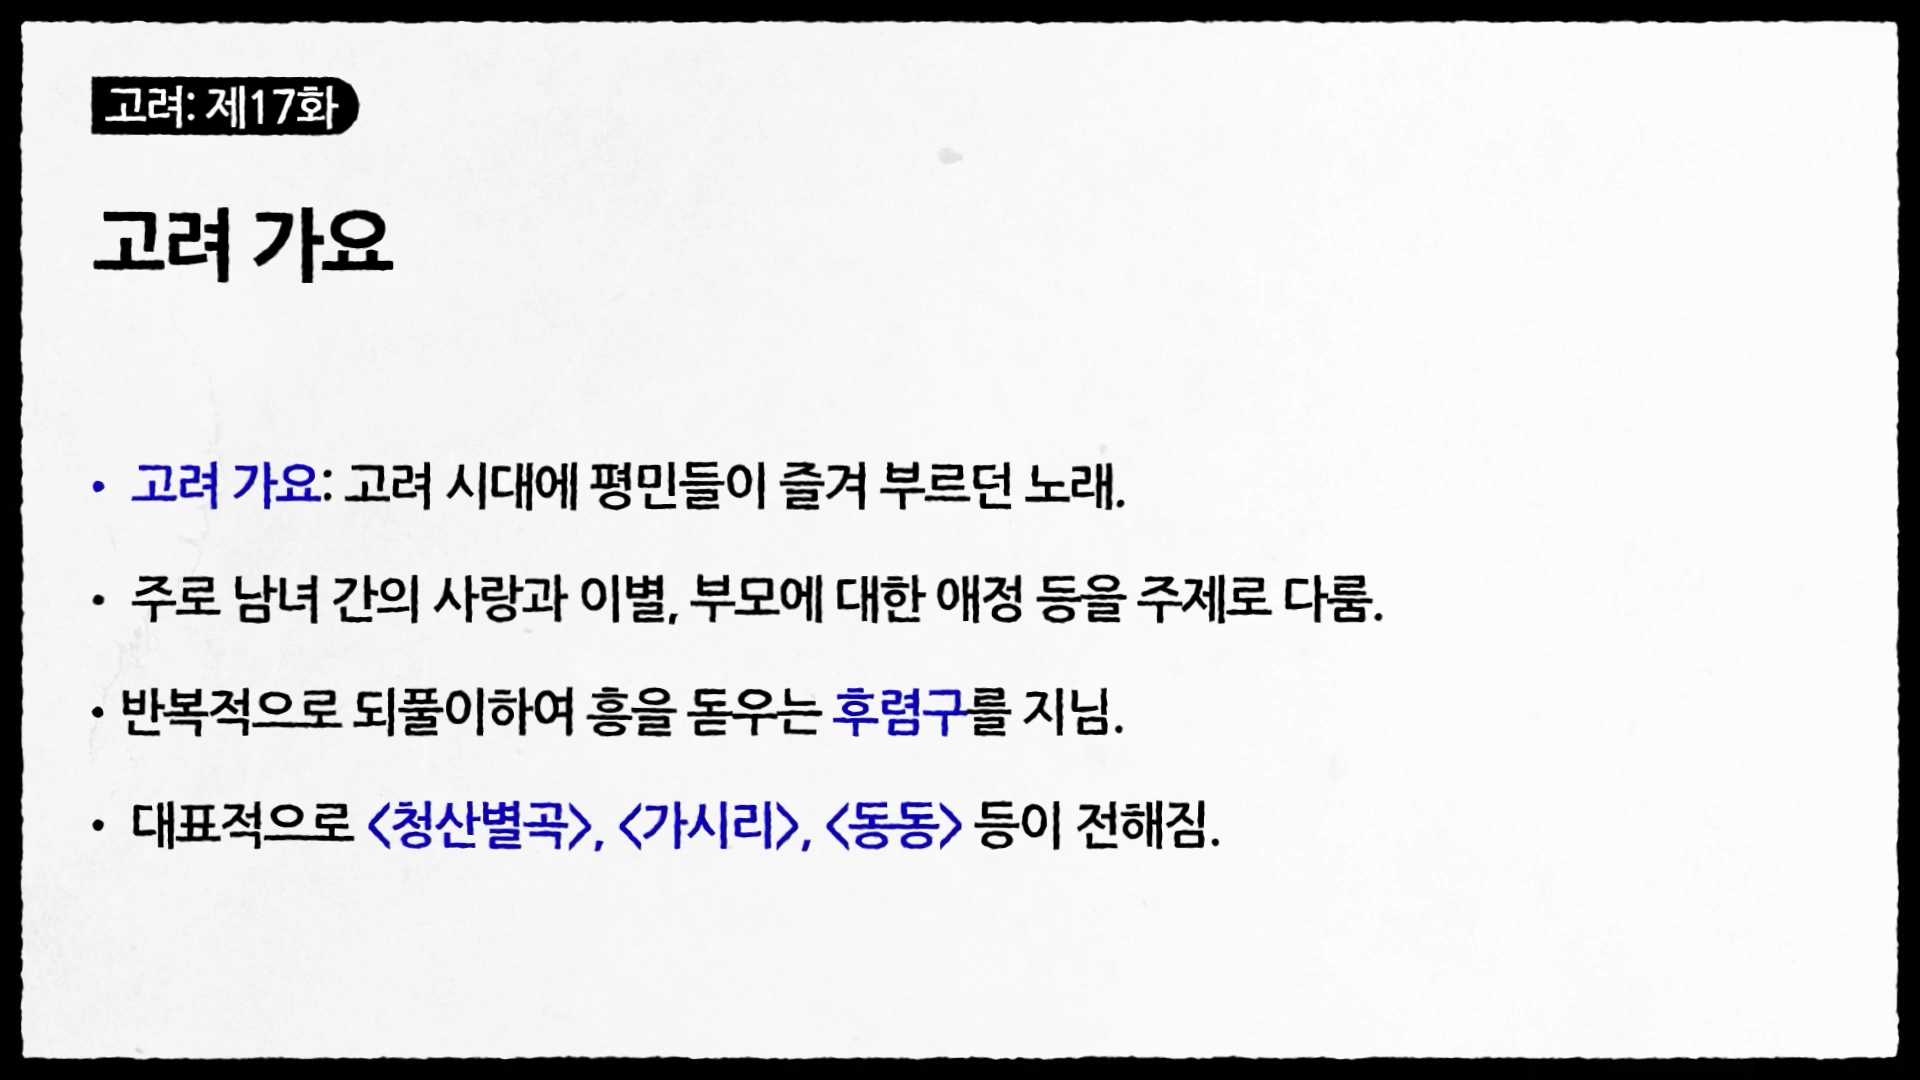 고려: 제17화
고려 가요
• 고려 가요: 고려 시대에 평민들이 즐겨 부르던 노래.
• 주로 남녀 간의 사랑과 이별, 부모에 대한 애정 등을 주제로 다룸.
• 반복적으로 되풀이하여 흥을 돋우는 후렴구를 지님.
• 대표적으로 <청산별곡>, <가시리>, <동동> 등이 전해짐.